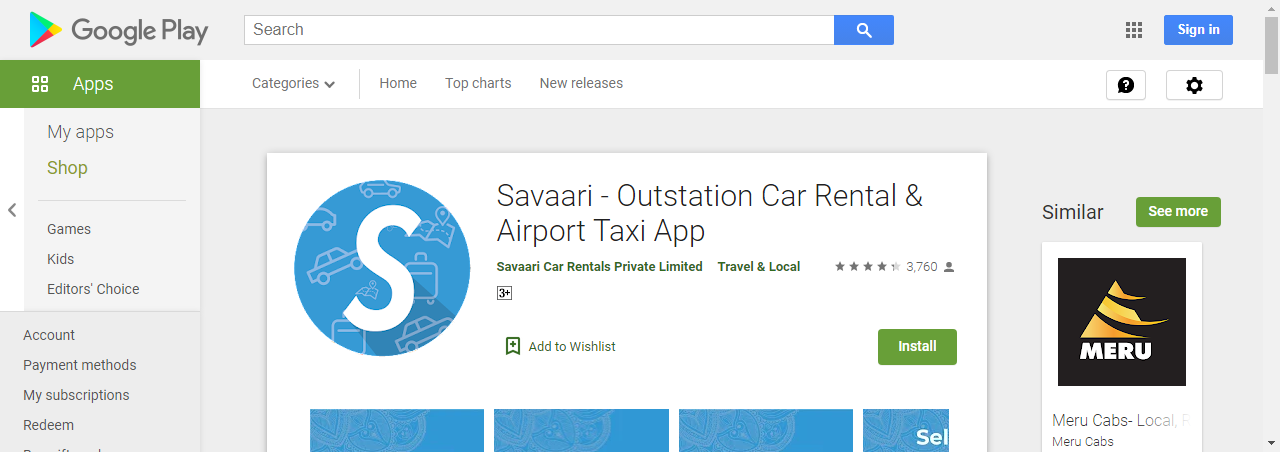 Google Play
Search
Sign in
Apps
Categories
Home
Top charts
New releases
My apps
Shop
Games
Kids
Editors' Choice
Account
Payment methods
My subscriptions
Redeem
S
Savaari - Outstation Car Rental &
Airport Taxi App
Savaari Car Rentals Private Limited Travel & Local 3,760
3+
Add to Wishlist
Install
Sel
Similar
See more
MERU
Meru Cabs- Local,
Meru Cabs